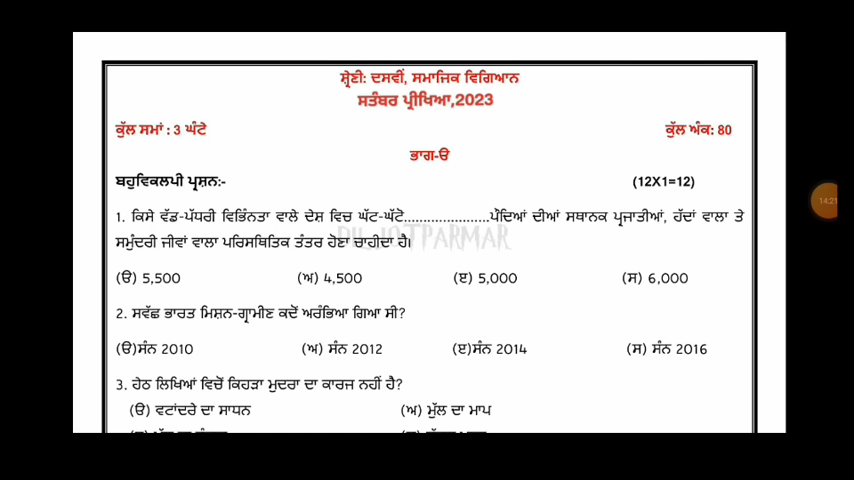 ਸ਼੍ਰੇਣੀ: ਦਸਵੀਂ, ਸਮਾਜਿਕ ਵਿਗਿਆਨ
ਸਤੰਬਰ ਪ੍ਰੀਖਿਆ,2023
ਕੁੱਲ ਸਮਾਂ : 3 ਘੰਟੇ ਕੁੱਲ ਅੰਕ: 80
ਭਾਗ-ੳ
ਬਹੁਵਿਕਲਪੀ ਪ੍ਰਸ਼ਨ:- (12X1=12)
1. ਕਿਸੇ ਵੱਡ-ਪੱਧਰੀ ਵਿਭਿੰਨਤਾ ਵਾਲੇ ਦੇਸ਼ ਵਿਚ ਘੱਟ-ਘੱਟੋ......................ਪੌਦਿਆਂ ਦੀਆਂ ਸਥਾਨਕ ਪ੍ਰਜਾਤੀਆਂ, ਹੱਦਾਂ ਵਾਲਾ ਤੇ
ਸਮੁੰਦਰੀ ਜੀਵਾਂ ਵਾਲਾ ਪਰਿਸਥਿਤਿਕ ਤੰਤਰ ਹੋਣਾ ਚਾਹੀਦਾ ਹੈ।
(ੳ) 5,500 (ਅ) 4,500 (ੲ) 5,000 (ਸ) 6,000
2. ਸਵੱਛ ਭਾਰਤ ਮਿਸ਼ਨ-ਗ੍ਰਾਮੀਣ ਕਦੋਂ ਅਰੰਭਿਆ ਗਿਆ ਸੀ?
(ੳ)ਸੰਨ 2010 (ਅ) ਸੰਨ 2012 (ੲ)ਸੰਨ 2014 (ਸ) ਸੰਨ 2016
3. ਹੇਠ ਲਿਖਿਆਂ ਵਿਚੋਂ ਕਿਹੜਾ ਮੁਦਰਾ ਦਾ ਕਾਰਜ ਨਹੀਂ ਹੈ?
(ੳ) ਵਟਾਂਦਰੇ ਦਾ ਸਾਧਨ (ਅ) ਮੁੱਲ ਦਾ ਮਾਪ
14:21